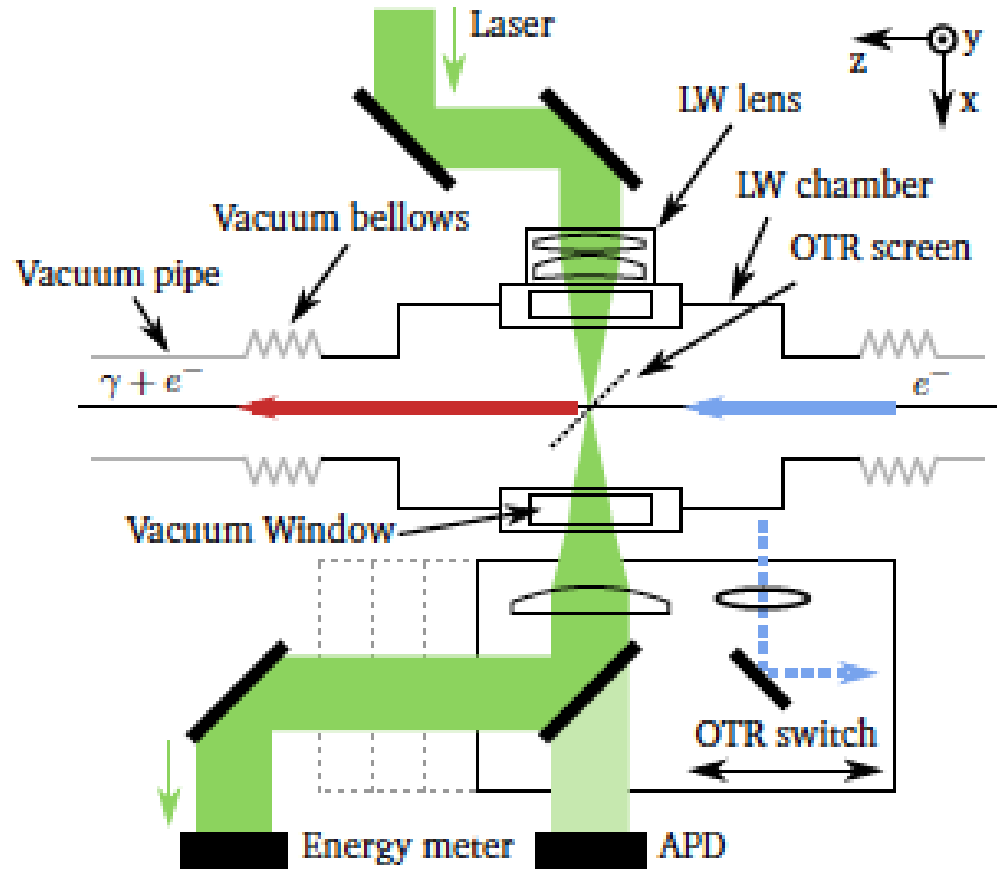 Laser
y
z
x
LW lens
LW chamber
Vacuum bellows
OTR screen
Vacuum pipe
γ + e⁻
e⁻
Vacuum Window
OTR switch
Energy meter
APD